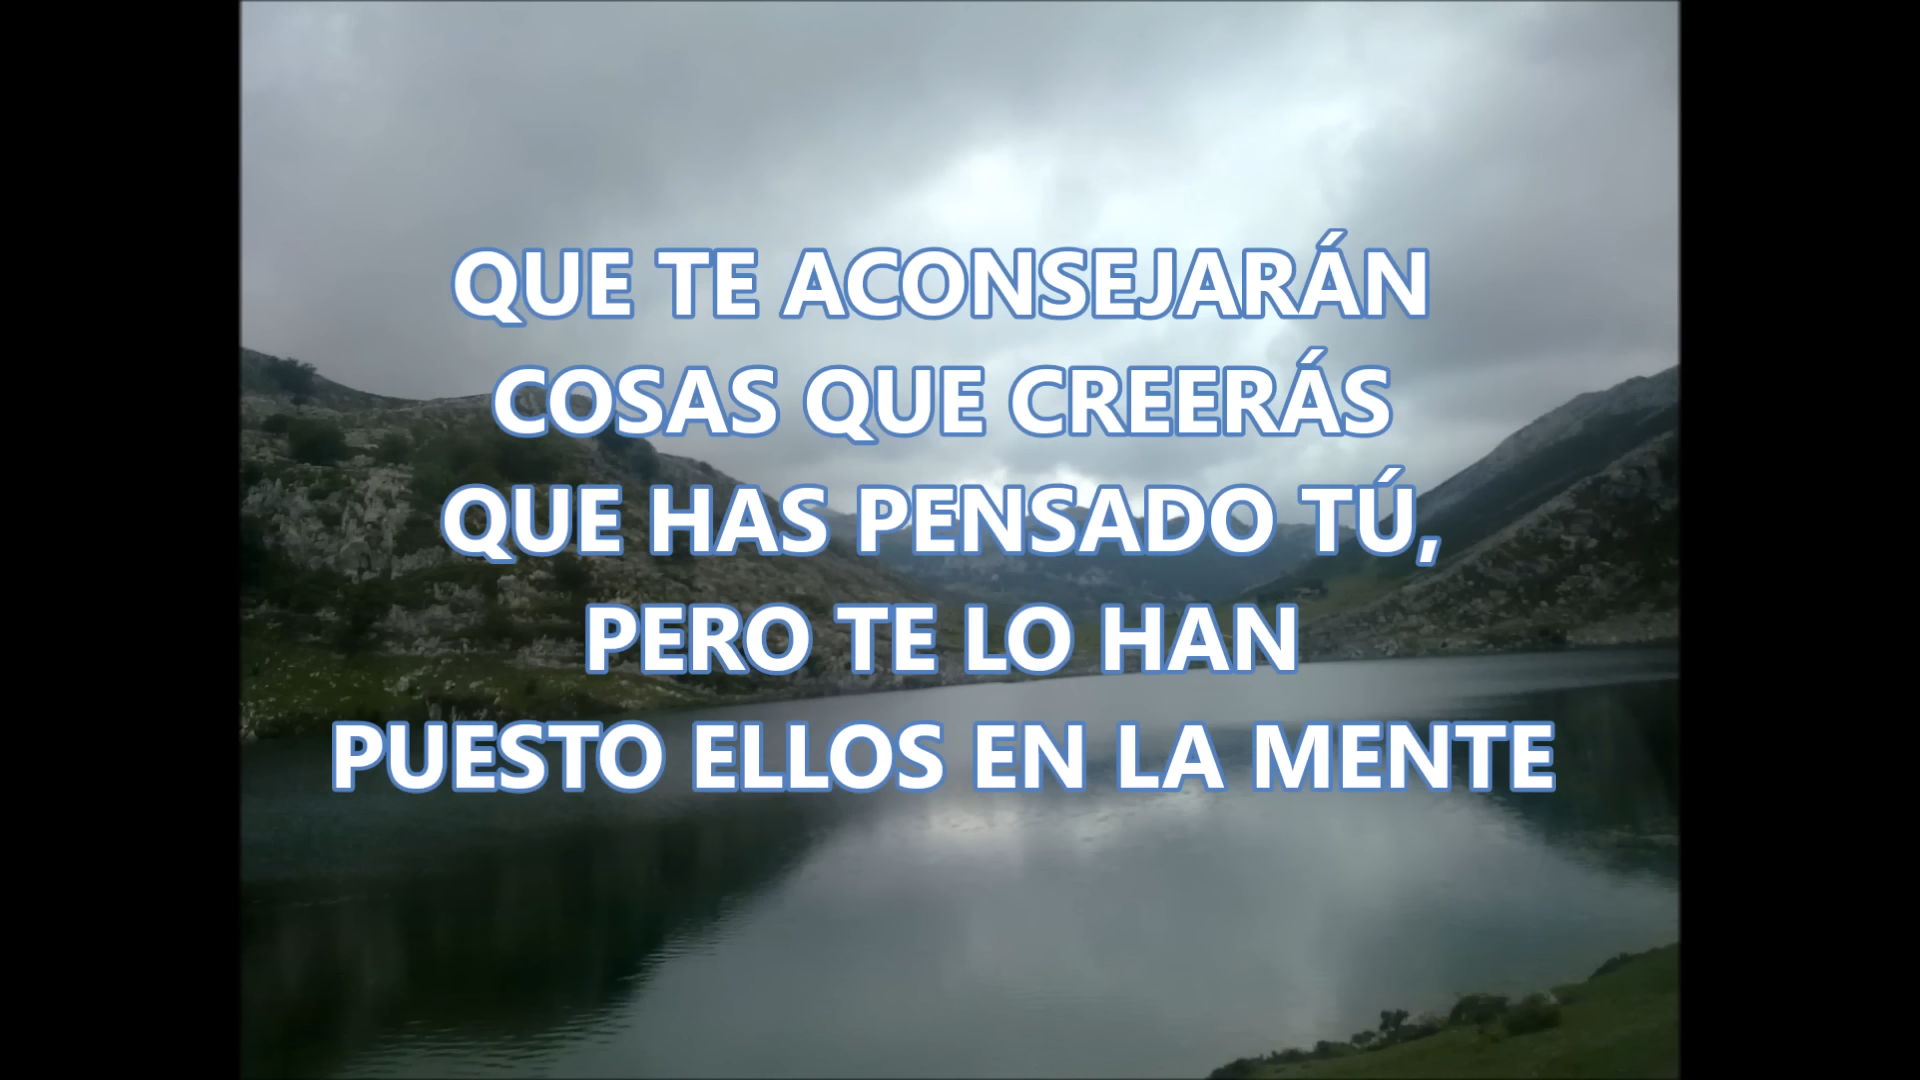 QUE TE ACONSEJARÁN
COSAS QUE CREERÁS
QUE HAS PENSADO TÚ,
PERO TE LO HAN
PUESTO ELLOS EN LA MENTE